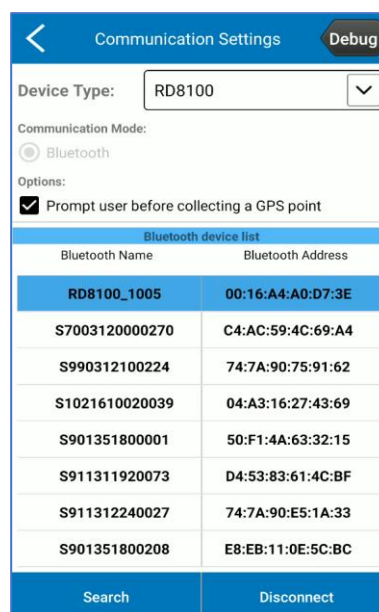 Communication Settings Debug
Device Type: RD8100
Communication Mode:
Bluetooth
Options:
Prompt user before collecting a GPS point
Bluetooth device list
Bluetooth Name Bluetooth Address
RD8100_1005 00:16:A4:A0:D7:3E
S7003120000270 C4:AC:59:4C:69:A4
S990312100224 74:7A:90:75:91:62
S1021610020039 04:A3:16:27:43:69
S901351800001 50:F1:4A:63:32:15
S911311920073 D4:53:83:61:4C:BF
S911312240027 74:7A:90:E5:1A:33
S901351800208 E8:EB:11:0E:5C:BC
Search Disconnect